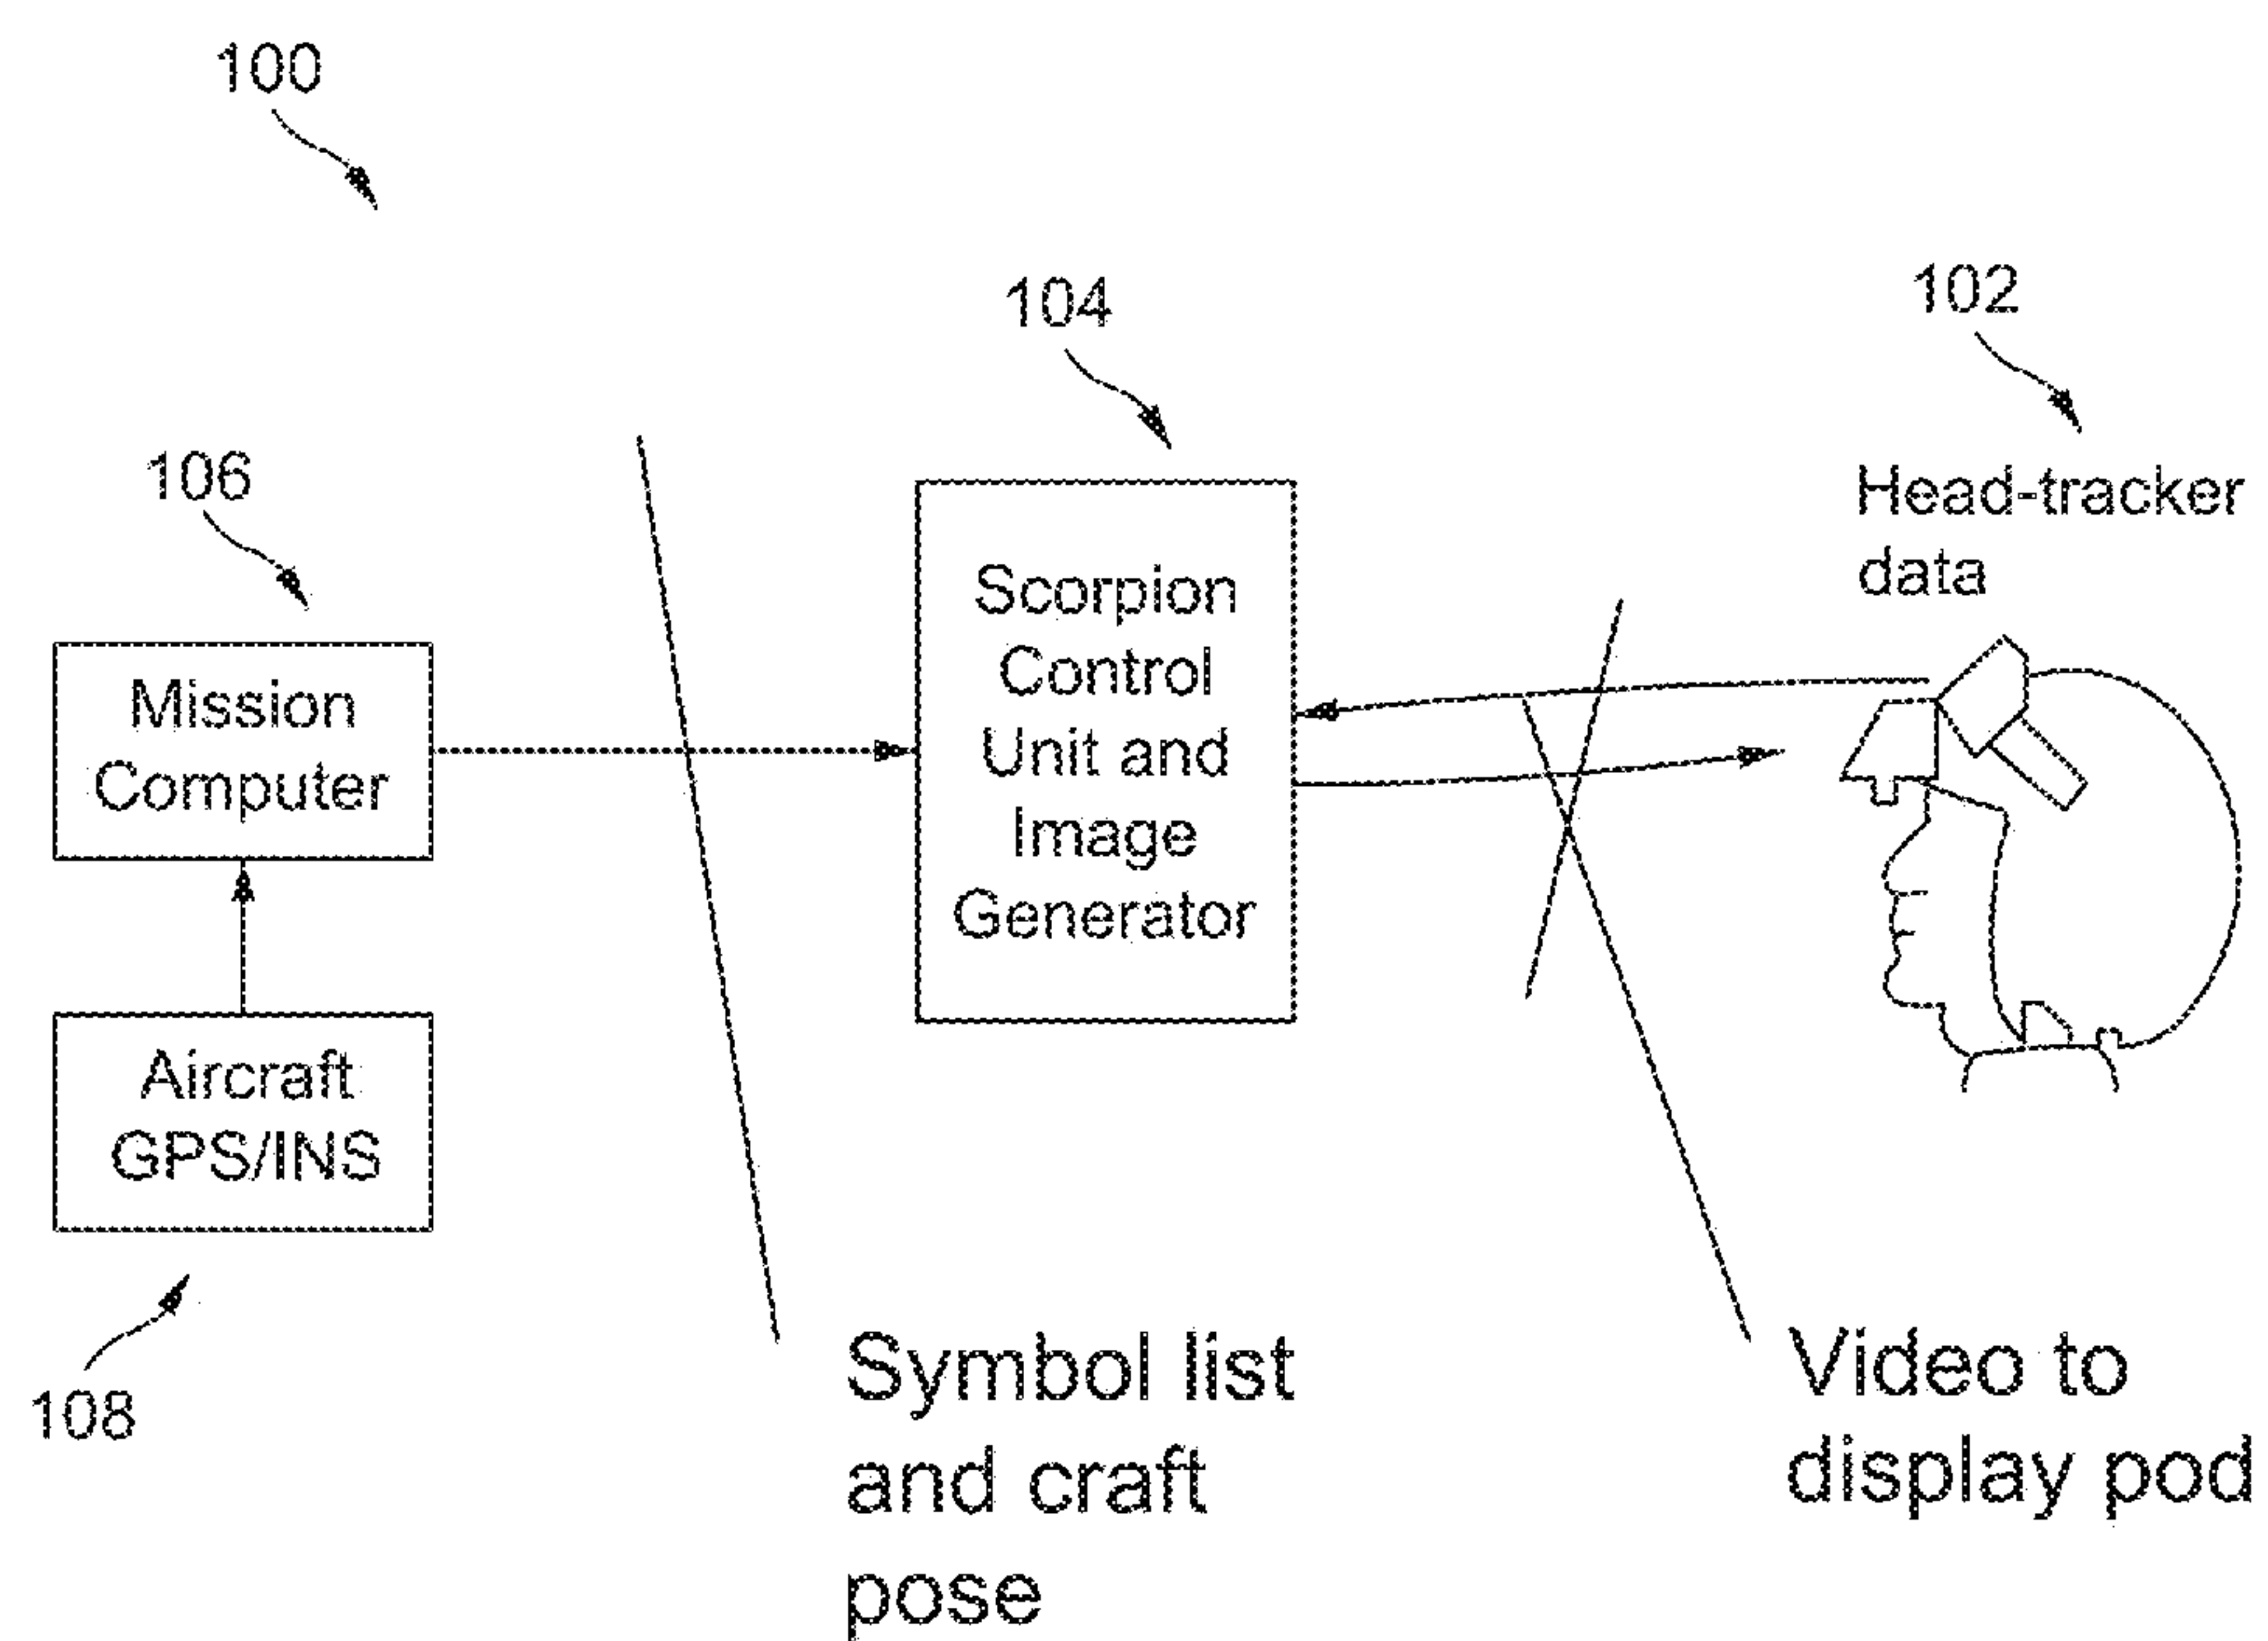 100
104
102
106
Head-tracker
data
Scorpion
Control
Unit and
Image
Generator
Mission
Computer
Aircraft
GPS/INS
108
Symbol list
and craft
pose
Video to
display pod